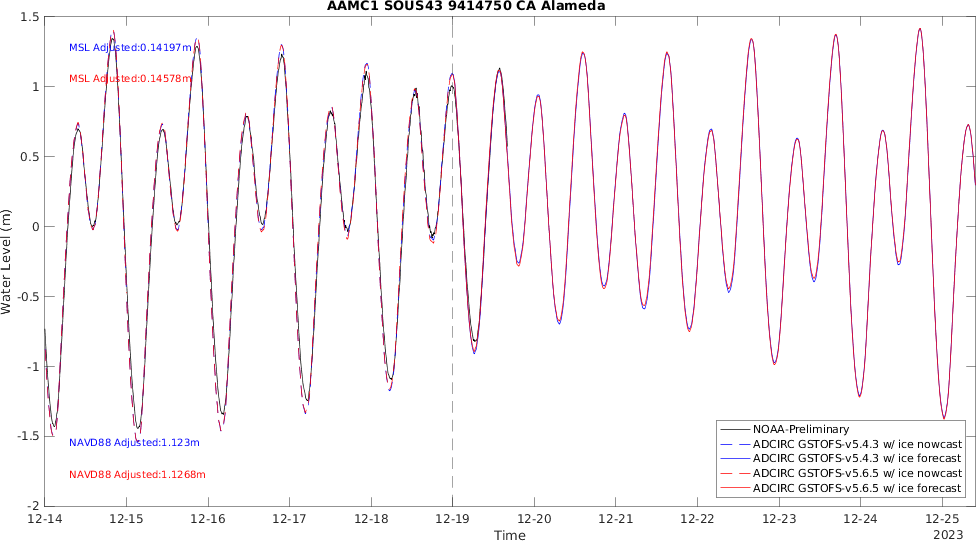 AAMC1 SOUS43 9414750 CA Alameda
1.5
1
0.5
0
-0.5
-1
-1.5
-2
Water Level (m)
MSL Adjusted:0.14197m
MSL Adjusted:0.14578m
NAVD88 Adjusted:1.123m
NAVD88 Adjusted:1.1268m
NOAA-Preliminary
ADCIRC GSTOFS-v5.4.3 w/ ice nowcast
ADCIRC GSTOFS-v5.4.3 w/ ice forecast
ADCIRC GSTOFS-v5.6.5 w/ ice nowcast
ADCIRC GSTOFS-v5.6.5 w/ ice forecast
12-14 12-15 12-16 12-17 12-18 12-19 12-20 12-21 12-22 12-23 12-24 12-25
Time
2023